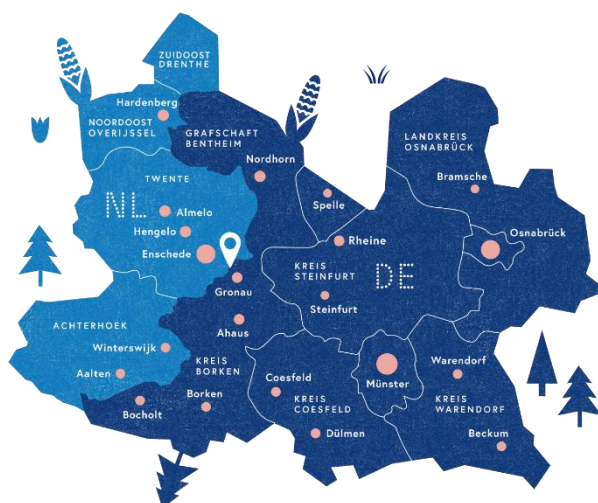 ZUIDOOST
DRENTHE
Hardenberg
NOORDOOST
OVERIJSSEL
GRAFSCHAFT
BENTHEIM
LANDKREIS
OSNABRÜCK
Nordhorn
Bramsche
TWENTE
NL
Almelo
Spelle
Hengelo
Enschede
Rheine
Osnabrück
KREIS
STEINFURT
DE
Gronau
Steinfurt
ACHTERHOEK
Ahaus
Winterswijk
KREIS
BORKEN
Aalten
Coesfeld
Münster
Warendorf
Bocholt
Borken
KREIS
COESFELD
KREIS
WARENDORF
Dülmen
Beckum